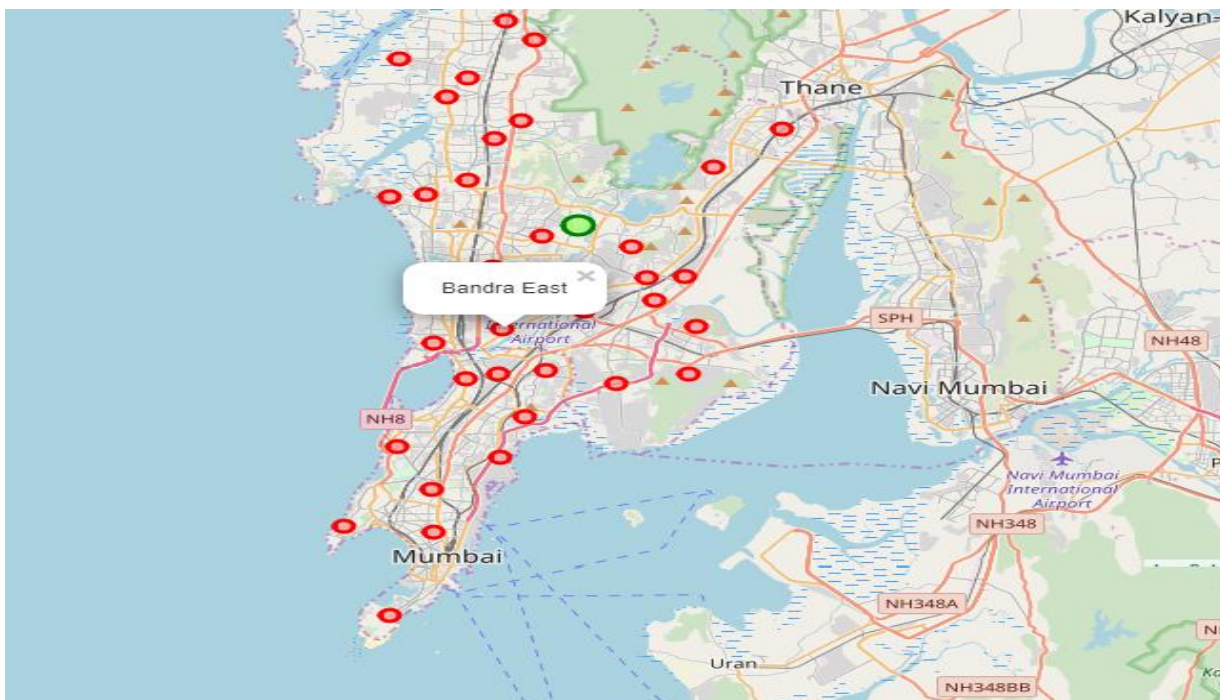 Kalyan-
Thane
Bandra East
International
Airport
SPH
NH48
Navi Mumbai
NH8
Navi Mumbai
International
Airport
NH348
Mumbai
NH348A
Uran
NH348BB